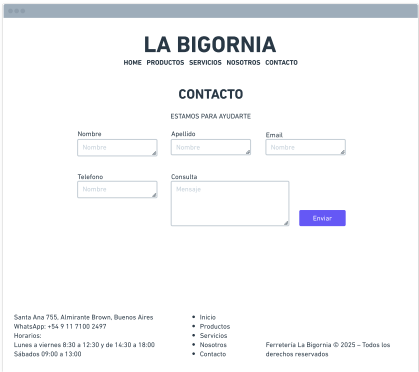 LA BIGORNIA
HOME PRODUCTOS SERVICIOS NOSOTROS CONTACTO
CONTACTO
ESTAMOS PARA AYUDARTE
Nombre
Nombre
Apellido
Nombre
Email
Nombre
Telefono
Nombre
Consulta
Mensaje
Enviar
Santa Ana 755, Almirante Brown, Buenos Aires
WhatsApp: +54 9 11 7100 2497
Horarios:
Lunes a viernes 8:30 a 12:30 y de 14:30 a 18:00
Sábados 09:00 a 13:00
Inicio
Productos
Servicios
Nosotros
Contacto
Ferretería La Bigornia © 2025 – Todos los
derechos reservados